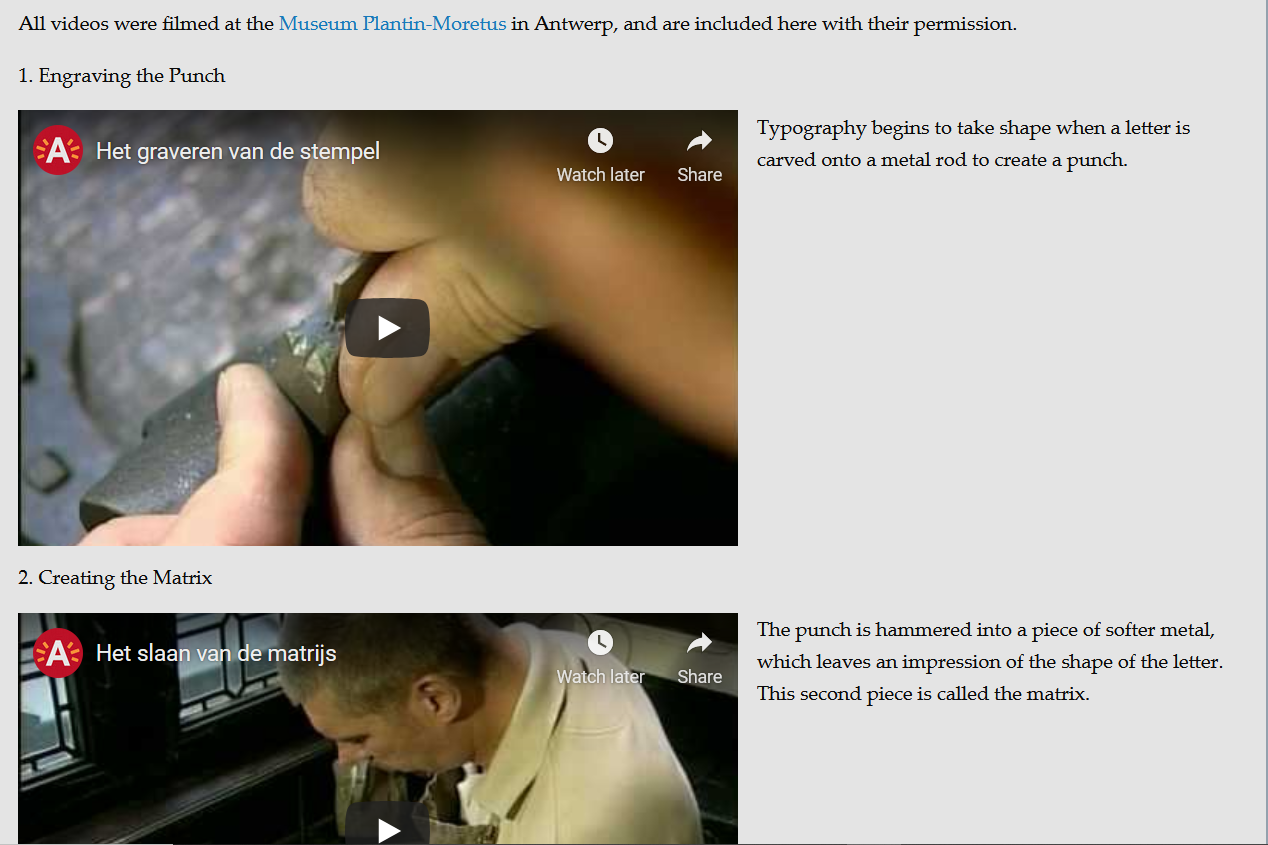 All videos were filmed at the Museum Plantin-Moretus in Antwerp, and are included here with their permission.
1. Engraving the Punch
A
Het graveren van de stempel
Watch later
Share
Typography begins to take shape when a letter is
carved onto a metal rod to create a punch.
2. Creating the Matrix
A
Het slaan van de matrijs
Watch later
Share
The punch is hammered into a piece of softer metal,
which leaves an impression of the shape of the letter.
This second piece is called the matrix.